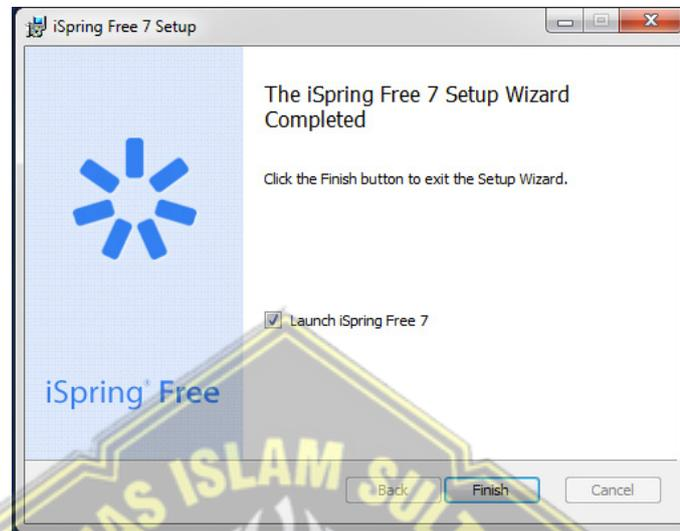 iSpring Free 7 Setup
The iSpring Free 7 Setup Wizard
Completed
Click the Finish button to exit the Setup Wizard.
Launch iSpring Free 7
iSpring® Free
Back
Finish
Cancel
ISLAM